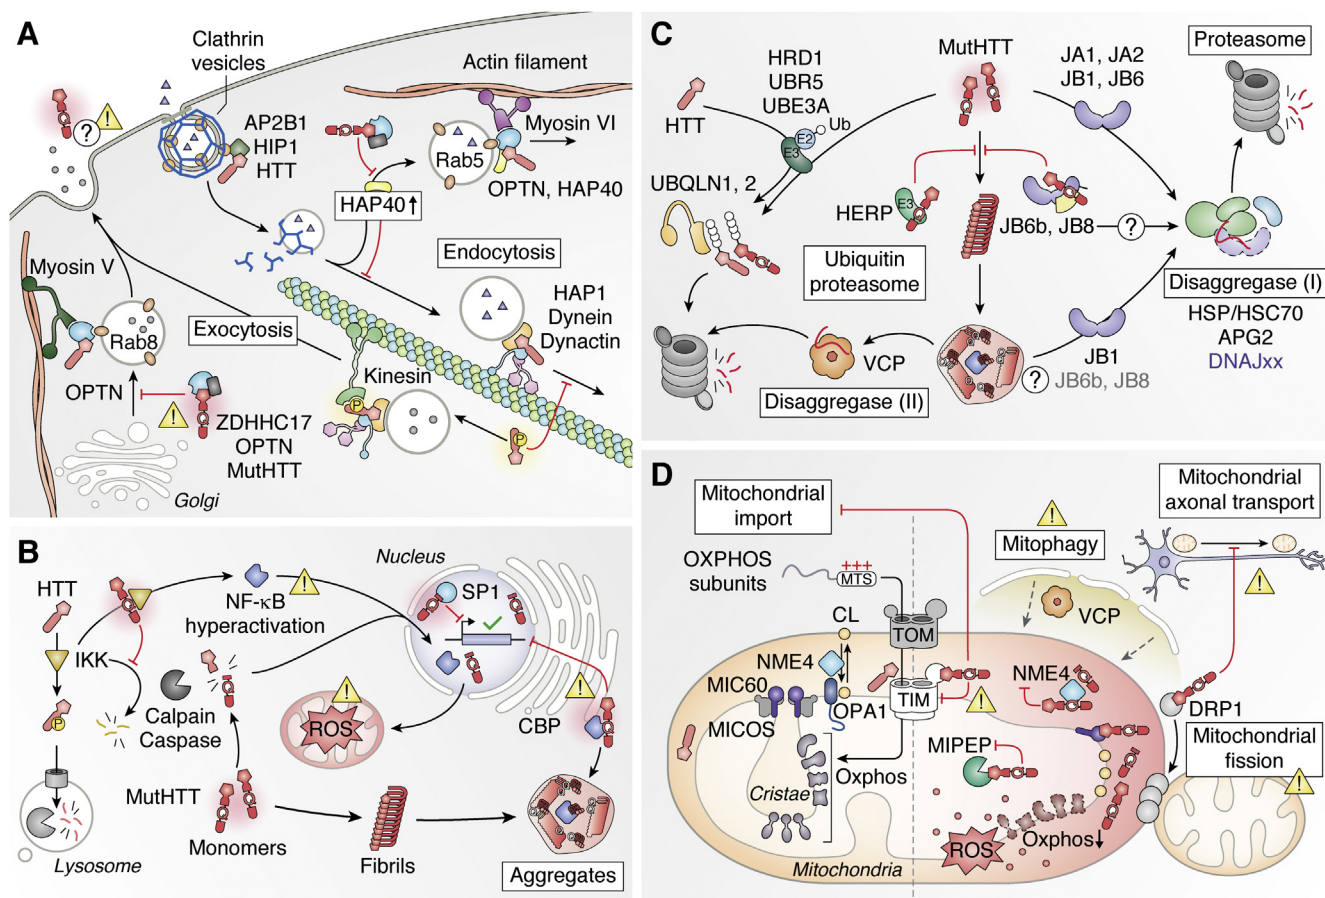 A
Clathrin
vesicles
Actin filament
?
!
AP2B1
HIP1
HTT
Rab5
Myosin VI
OPTN, HAP40
HAP40↑
Endocytosis
Myosin V
Rab8
Exocytosis
HAP1
Dynein
Dynactin
OPTN
Kinesin
P
P
!
ZDHHC17
OPTN
MutHTT
Golgi
B
Nucleus
HTT
NF-κB
hyperactivation
!
SP1
IKK
P
Calpain
Caspase
ROS
!
CBP
!
MutHTT
Monomers
Lysosome
Fibrils
Aggregates
C
HRD1
UBR5
UBE3A
MutHTT
JA1, JA2
JB1, JB6
Proteasome
HTT
Ub
E2
E3
UBQLN1, 2
HERP
E3
JB6b, JB8
?
Ubiquitin
proteasome
Disaggregase (I)
HSP/HSC70
APG2
DNAJxx
VCP
JB1
?
JB6b, JB8
Disaggregase (II)
D
Mitochondrial
import
!
Mitophagy
Mitochondrial
axonal transport
!
OXPHOS
subunits
+++
MTS
VCP
CL
TOM
NME4
MIC60
MICOS
OPA1
TIM
!
NME4
DRP1
MIPEP
Oxphos
Mitochondrial
fission
!
Cristae
ROS
Oxphos↓
Mitochondria